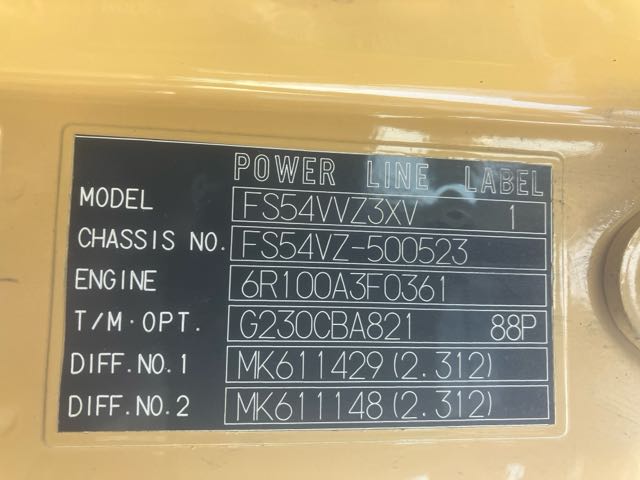 POWER LINE LABEL
MODEL FS54VVZ3XV 1
CHASSIS NO. FS54VZ-500523
ENGINE 6R100A3F0361
T/M·OPT. G230CBA821 88P
DIFF.NO.1 MK611429(2.312)
DIFF.NO.2 MK611148(2.312)